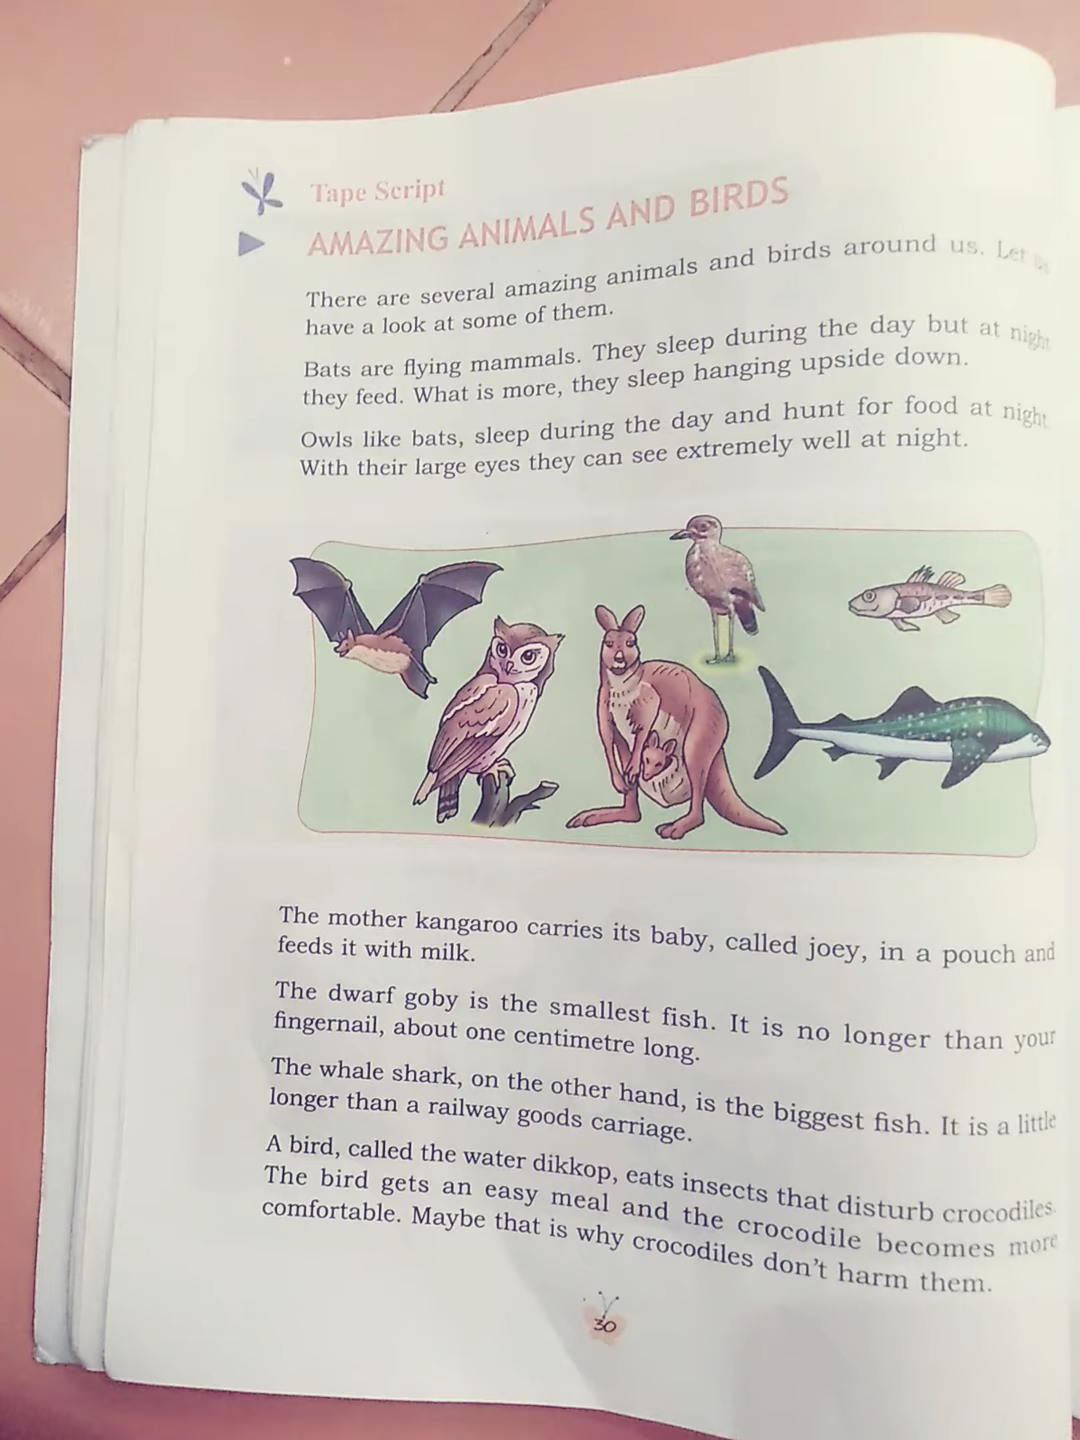 Tape Script
AMAZING ANIMALS AND BIRDS
There are several amazing animals and birds around us. Let us
have a look at some of them.
Bats are flying mammals. They sleep during the day but at night
they feed. What is more, they sleep hanging upside down.
Owls like bats, sleep during the day and hunt for food at night.
With their large eyes they can see extremely well at night.
The mother kangaroo carries its baby, called joey, in a pouch and
feeds it with milk.
The dwarf goby is the smallest fish. It is no longer than your
fingernail, about one centimetre long.
The whale shark, on the other hand, is the biggest fish. It is a little
longer than a railway goods carriage.
A bird, called the water dikkop, eats insects that disturb crocodiles.
The bird gets an easy meal and the crocodile becomes more
comfortable. Maybe that is why crocodiles don't harm them.
30